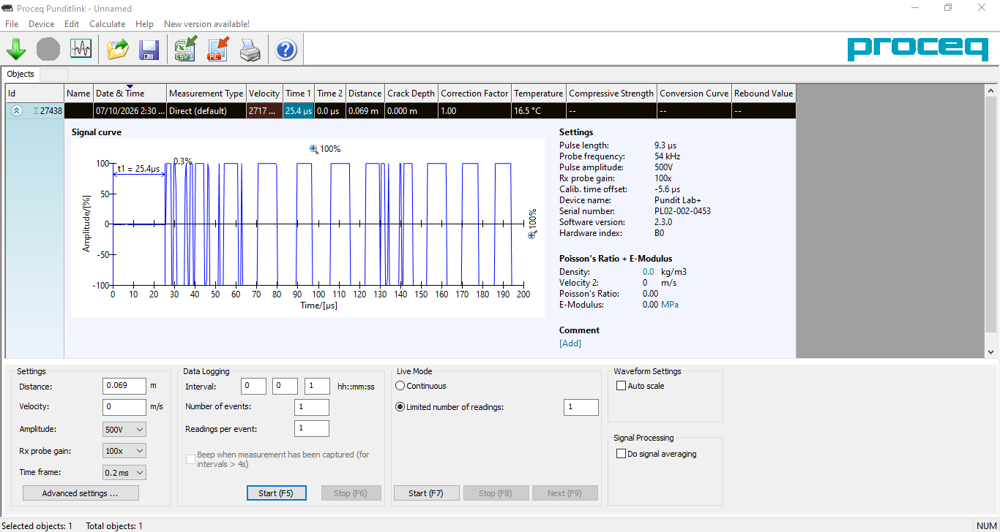 Proceq Punditlink - Unnamed
File Device Edit Calculate Help New version available!
CSV PIC ? proceq
Objects
Id Name Date & Time Measurement Type Velocity Time 1 Time 2 Distance Crack Depth Correction Factor Temperature Compressive Strength Conversion Curve Rebound Value
Σ 27438 07/10/2026 2:30 ... Direct (default) 2717 ... 25.4 µs 0.0 µs 0.069 m 0.000 m 1.00 16.5 °C -- -- --
Signal curve
100%
100
t1 = 25.4µs
0.3%
50
0
-50
-100
Amplitude/[%]
100%
0 10 20 30 40 50 60 70 80 90 100 110 120 130 140 150 160 170 180 190 200
Time/[µs]
Settings
Pulse length: 9.3 µs
Probe frequency: 54 kHz
Pulse amplitude: 500V
Rx probe gain: 100x
Calib. time offset: -5.6 µs
Device name: Pundit Lab+
Serial number: PL02-002-0453
Software version: 2.3.0
Hardware index: B0
Poisson's Ratio + E-Modulus
Density: 0.0 kg/m3
Velocity 2: 0 m/s
Poisson's Ratio: 0.00
E-Modulus: 0.00 MPa
Comment
[Add]
Settings
Distance: 0.069 m
Velocity: 0 m/s
Amplitude: 500V
Rx probe gain: 100x
Time frame: 0.2 ms
Advanced settings ...
Data Logging
Interval: 0 0 1 hh::mm:ss
Number of events: 1
Readings per event: 1
Beep when measurement has been captured (for
intervals > 4s)
Start (F5) Stop (F6)
Live Mode
Continuous
Limited number of readings: 1
Start (F7) Stop (F8) Next (F9)
Waveform Settings
Auto scale
Signal Processing
Do signal averaging
Selected objects: 1 Total objects: 1 NUM